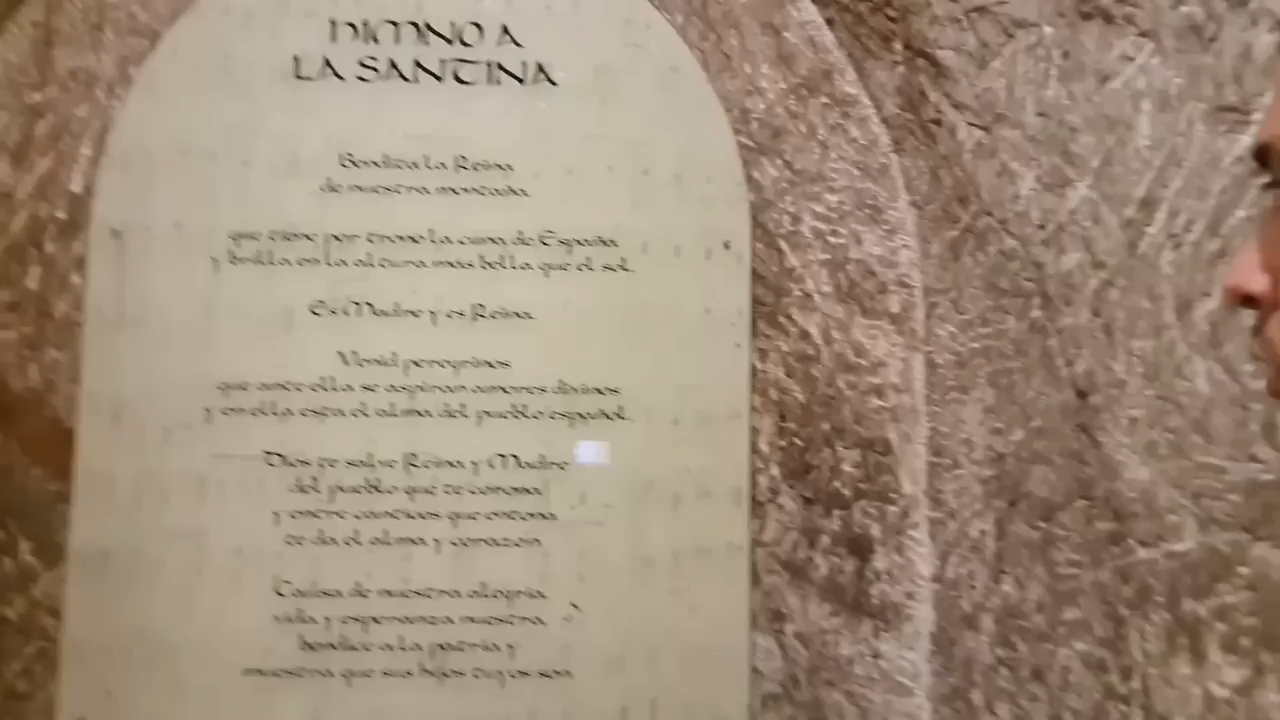 HIMNO A
LA SANTINA
Bendita la Reina
de nuestra montaña.
que tiene por trono la cuna de España
y brilla en la altura más bella que el sol.
Es Madre y es Reina.
Venid peregrinos
que ante ella se aspiran amores divinos
y en ella esta el alma del pueblo español.
Dios te salve Reina y Madre
del pueblo que te corona
y entre canticos que entona
te da el alma y corazón
Causa de nuestra alegría.
vida y esperanza nuestra.
bendice a la patria y
muestra que sus hijos tuyos son